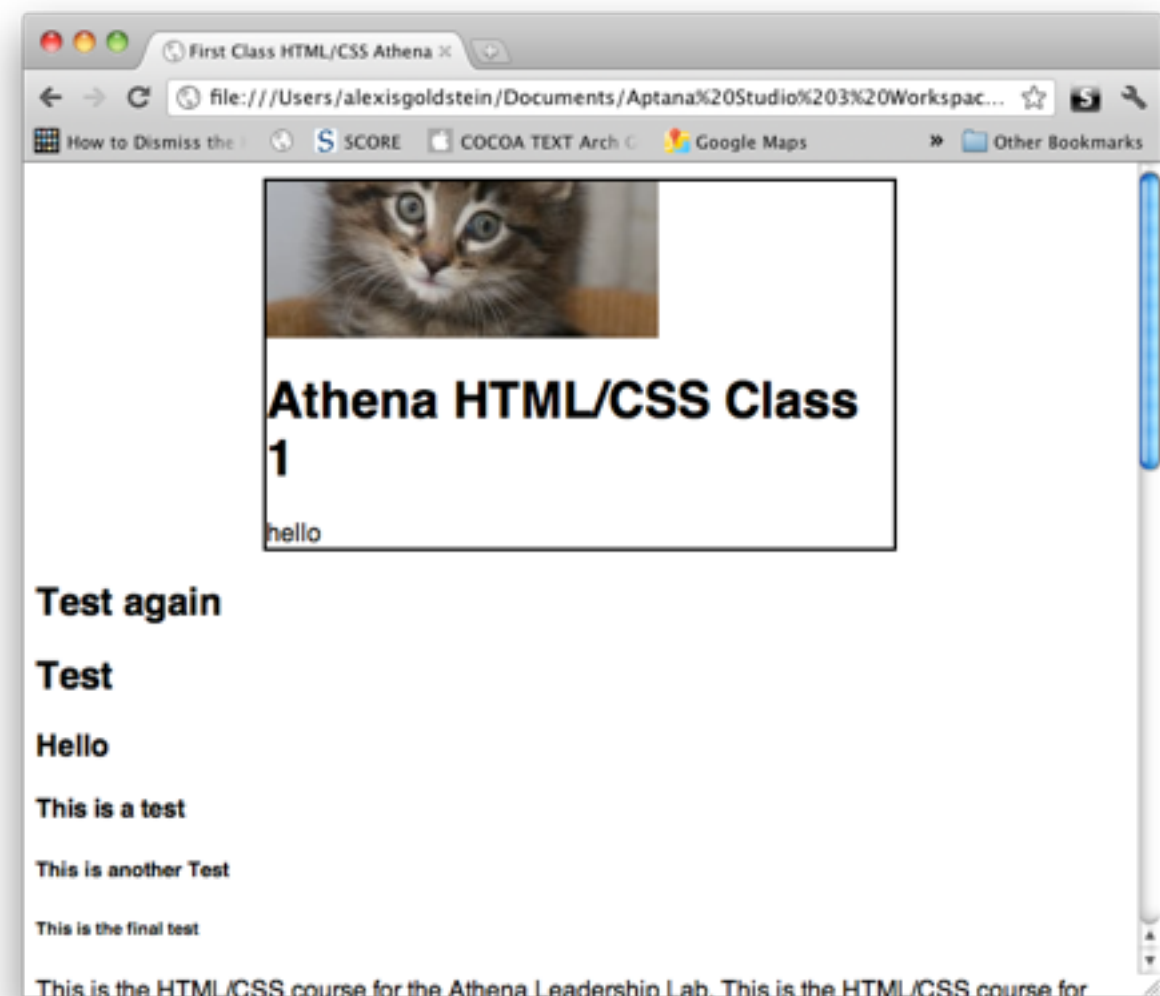 First Class HTML/CSS Athena
file:///Users/alexisgoldstein/Documents/Aptana%20Studio%203%20Workspac...
S
How to Dismiss the
S SCORE
COCOA TEXT Arch
Google Maps
»
Other Bookmarks
Athena HTML/CSS Class
1
hello
Test again
Test
Hello
This is a test
This is another Test
This is the final test
This is the HTML/CSS course for the Athena Leadership Lab. This is the HTML/CSS course for